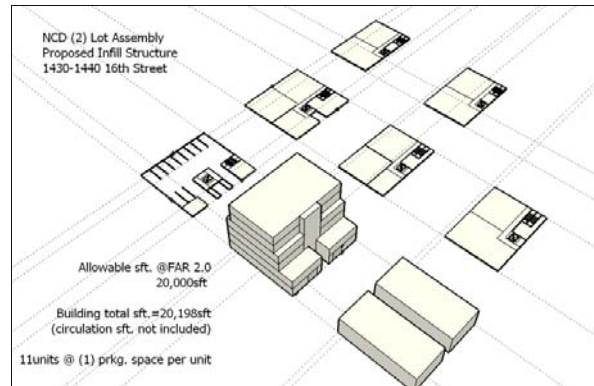 NCD (2) Lot Assembly
Proposed Infill Structure
1430-1440 16th Street
Allowable sft. @FAR 2.0
20,000sft
Building total sft.=20,198sft
(circulation sft. not included)
11units @ (1) prkg. space per unit